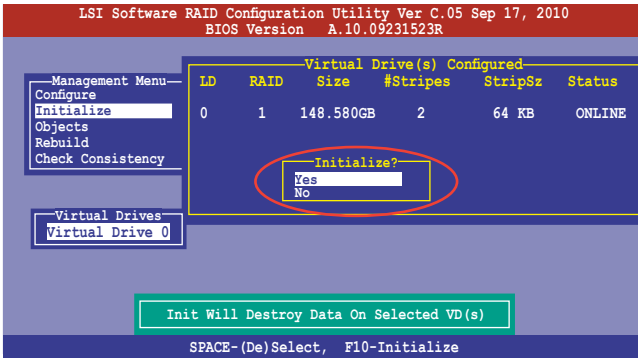 LSI Software RAID Configuration Utility Ver C.05 Sep 17, 2010
BIOS Version A.10.09231523R
Virtual Drive(s) Configured
LD RAID Size #Stripes StripSz Status
0 1 148.580GB 2 64 KB ONLINE
Management Menu
Configure
Initialize
Objects
Rebuild
Check Consistency
Initialize?
Yes
No
Virtual Drives
Virtual Drive 0
Init Will Destroy Data On Selected VD(s)
SPACE-(De)Select, F10-Initialize